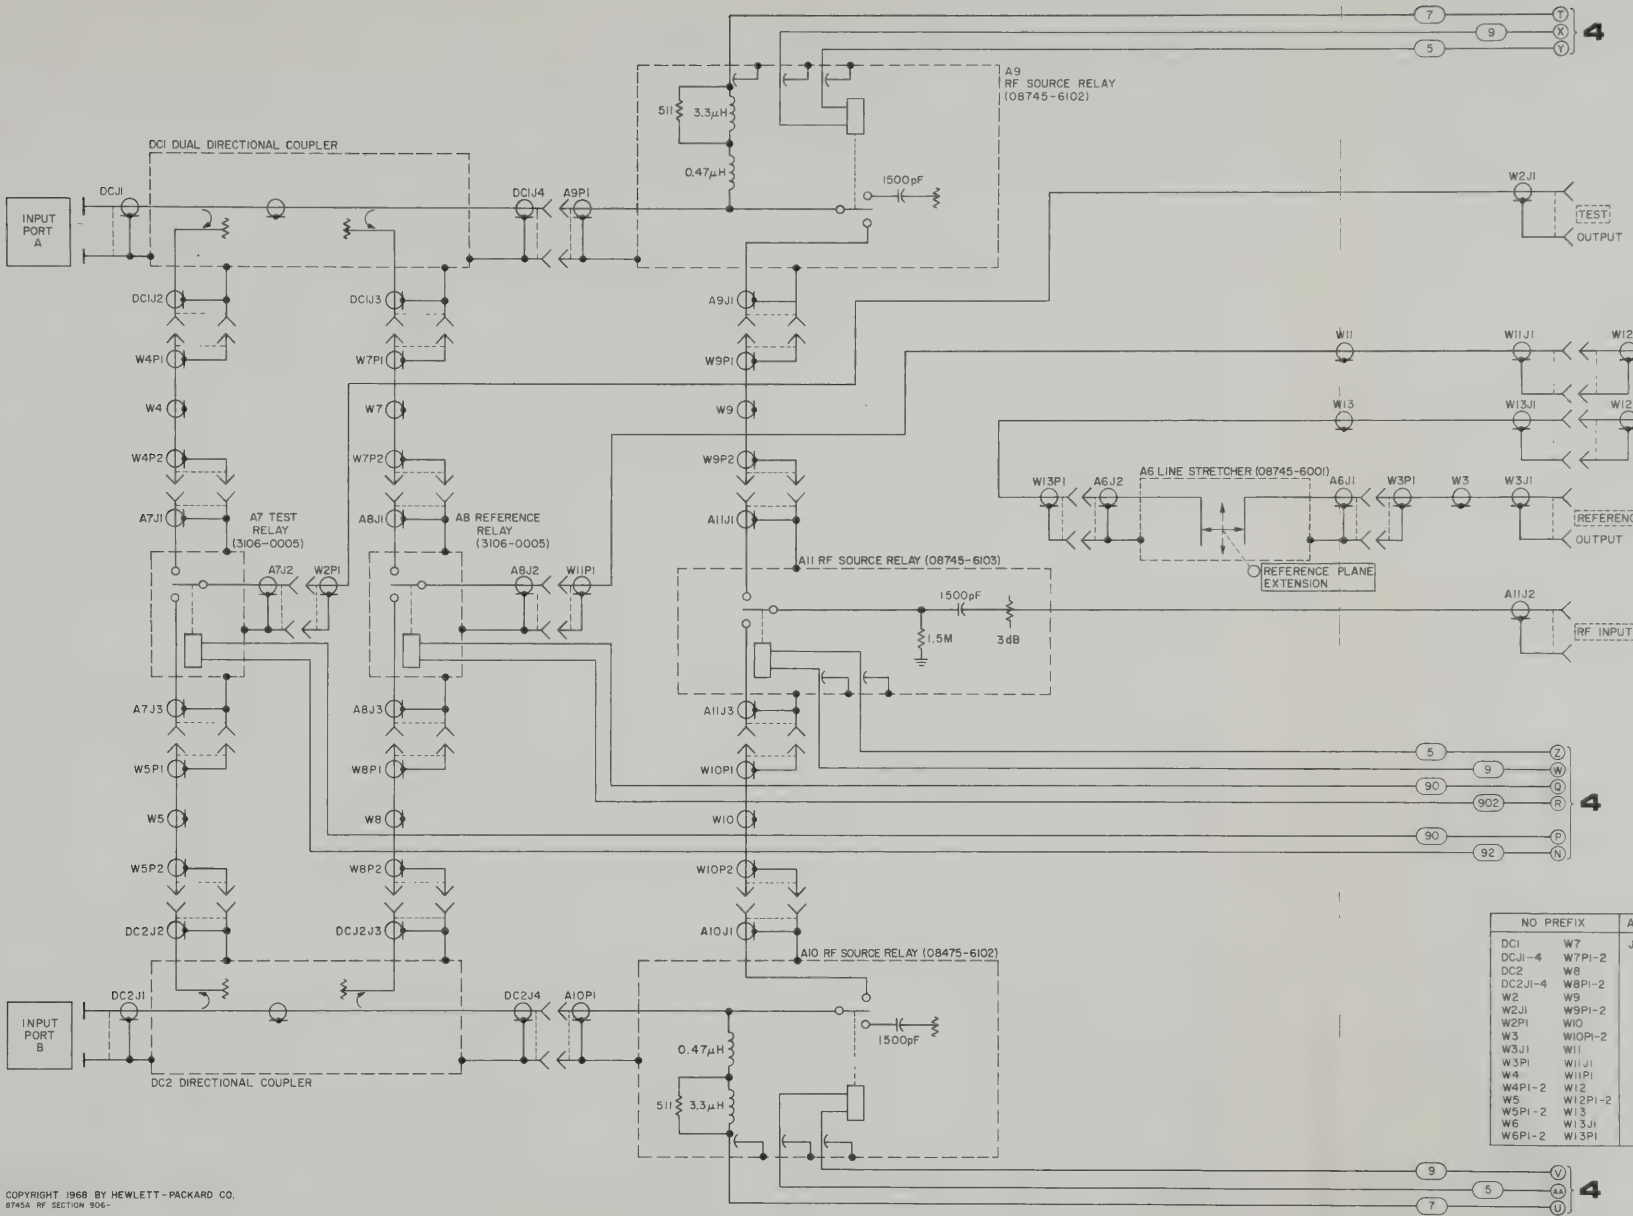 7
T
9
X
4
5
Y
A9
RF SOURCE RELAY
(08745-6102)
511
3.3µH
DC1 DUAL DIRECTIONAL COUPLER
0.47µH
1500pF
W2J1
DCJ1
DC1J4
A9P1
INPUT
PORT
A
TEST
OUTPUT
DC1J2
DC1J3
A9J1
W11
W11J1
W12
W4P1
W7P1
W9P1
W4
W7
W9
W13
W13J1
W12
W4P2
W7P2
W9P2
A6 LINE STRETCHER (08745-6001)
W13P1
A6J2
A6J1
W3P1
W3
W3J1
A7J1
A7 TEST
RELAY
(3106-0005)
A8J1
A8 REFERENCE
RELAY
(3106-0005)
A11J1
REFERENC
OUTPUT
A11 RF SOURCE RELAY (08745-6103)
REFERENCE PLANE
EXTENSION
A7J2
W2P1
A8J2
W11P1
1500pF
A11J2
1.5M
3dB
RF INPUT
A7J3
A8J3
A11J3
5
Z
W5P1
W8P1
W10P1
9
W
90
Q
902
R
4
W5
W8
W10
90
P
92
N
W5P2
W8P2
W10P2
DC2J2
DCJ2J3
A10J1
A10 RF SOURCE RELAY (08475-6102)
NO PREFIX
A
DC1 W7 J
DCJ1-4 W7P1-2
DC2 W8
DC2J1-4 W8P1-2
W2 W9
W2J1 W9P1-2
W2P1 W10
W3 W10P1-2
W3J1 W11
W3P1 W11J1
W4 W11P1
W4P1-2 W12
W5 W12P1-2
W5P1-2 W13
W6 W13J1
W6P1-2 W13P1
DC2J1
DC2J4
A10P1
INPUT
PORT
B
1500pF
0.47µH
DC2 DIRECTIONAL COUPLER
511
3.3µH
9
V
5
AA
4
7
U
COPYRIGHT 1968 BY HEWLETT-PACKARD CO.
8745A RF SECTION 906-